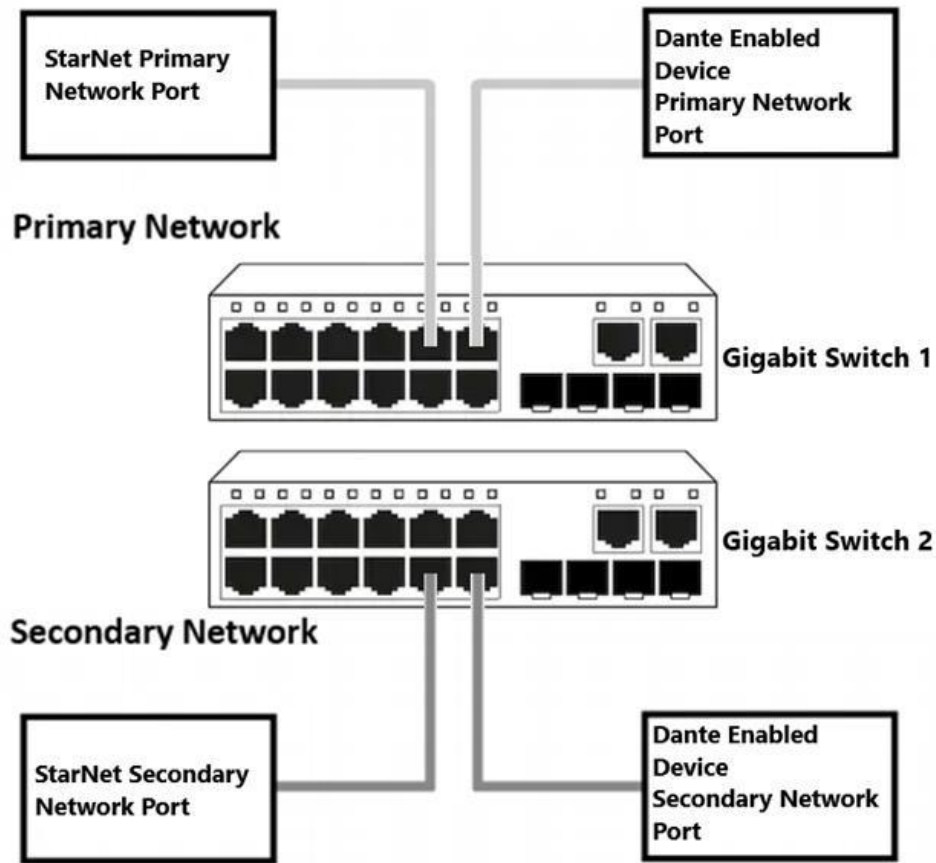 StarNet Primary
Network Port
Dante Enabled
Device
Primary Network
Port
Primary Network
Gigabit Switch 1
Gigabit Switch 2
Secondary Network
StarNet Secondary
Network Port
Dante Enabled
Device
Secondary Network
Port